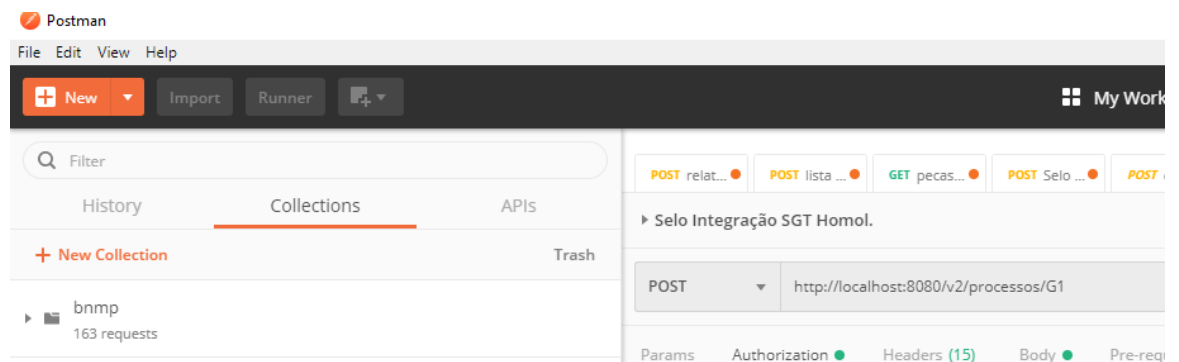 Postman
File Edit View Help
New Import Runner My Work
Filter
History Collections APIs
+ New Collection Trash
bnmp
163 requests
POST relat... POST lista ... GET pecas... POST Selo ... POST
Selo Integração SGT Homol.
POST http://localhost:8080/v2/processos/G1
Params Authorization Headers (15) Body Pre-req